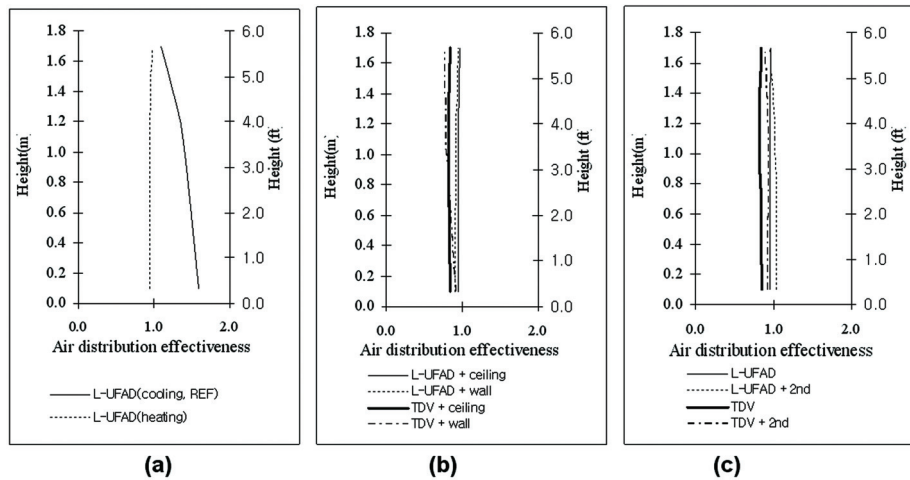 1.8
1.6
1.4
1.2
1.0
0.8
0.6
0.4
0.2
0.0
Height(m)
6.0
5.0
4.0
3.0
2.0
1.0
0.0
Height (ft)
0.0 1.0 2.0
Air distribution effectiveness
L-UFAD(cooling, REF)
L-UFAD(heating)
(a)
1.8
1.6
1.4
1.2
1.0
0.8
0.6
0.4
0.2
0.0
Height(m)
6.0
5.0
4.0
3.0
2.0
1.0
0.0
Height (ft)
0.0 1.0 2.0
Air distribution effectiveness
L-UFAD + ceiling
L-UFAD + wall
TDV + ceiling
TDV + wall
(b)
1.8
1.6
1.4
1.2
1.0
0.8
0.6
0.4
0.2
0.0
Height(m)
6.0
5.0
4.0
3.0
2.0
1.0
0.0
Height (ft)
0.0 1.0 2.0
Air distribution effectiveness
L-UFAD
L-UFAD + 2nd
TDV
TDV + 2nd
(c)